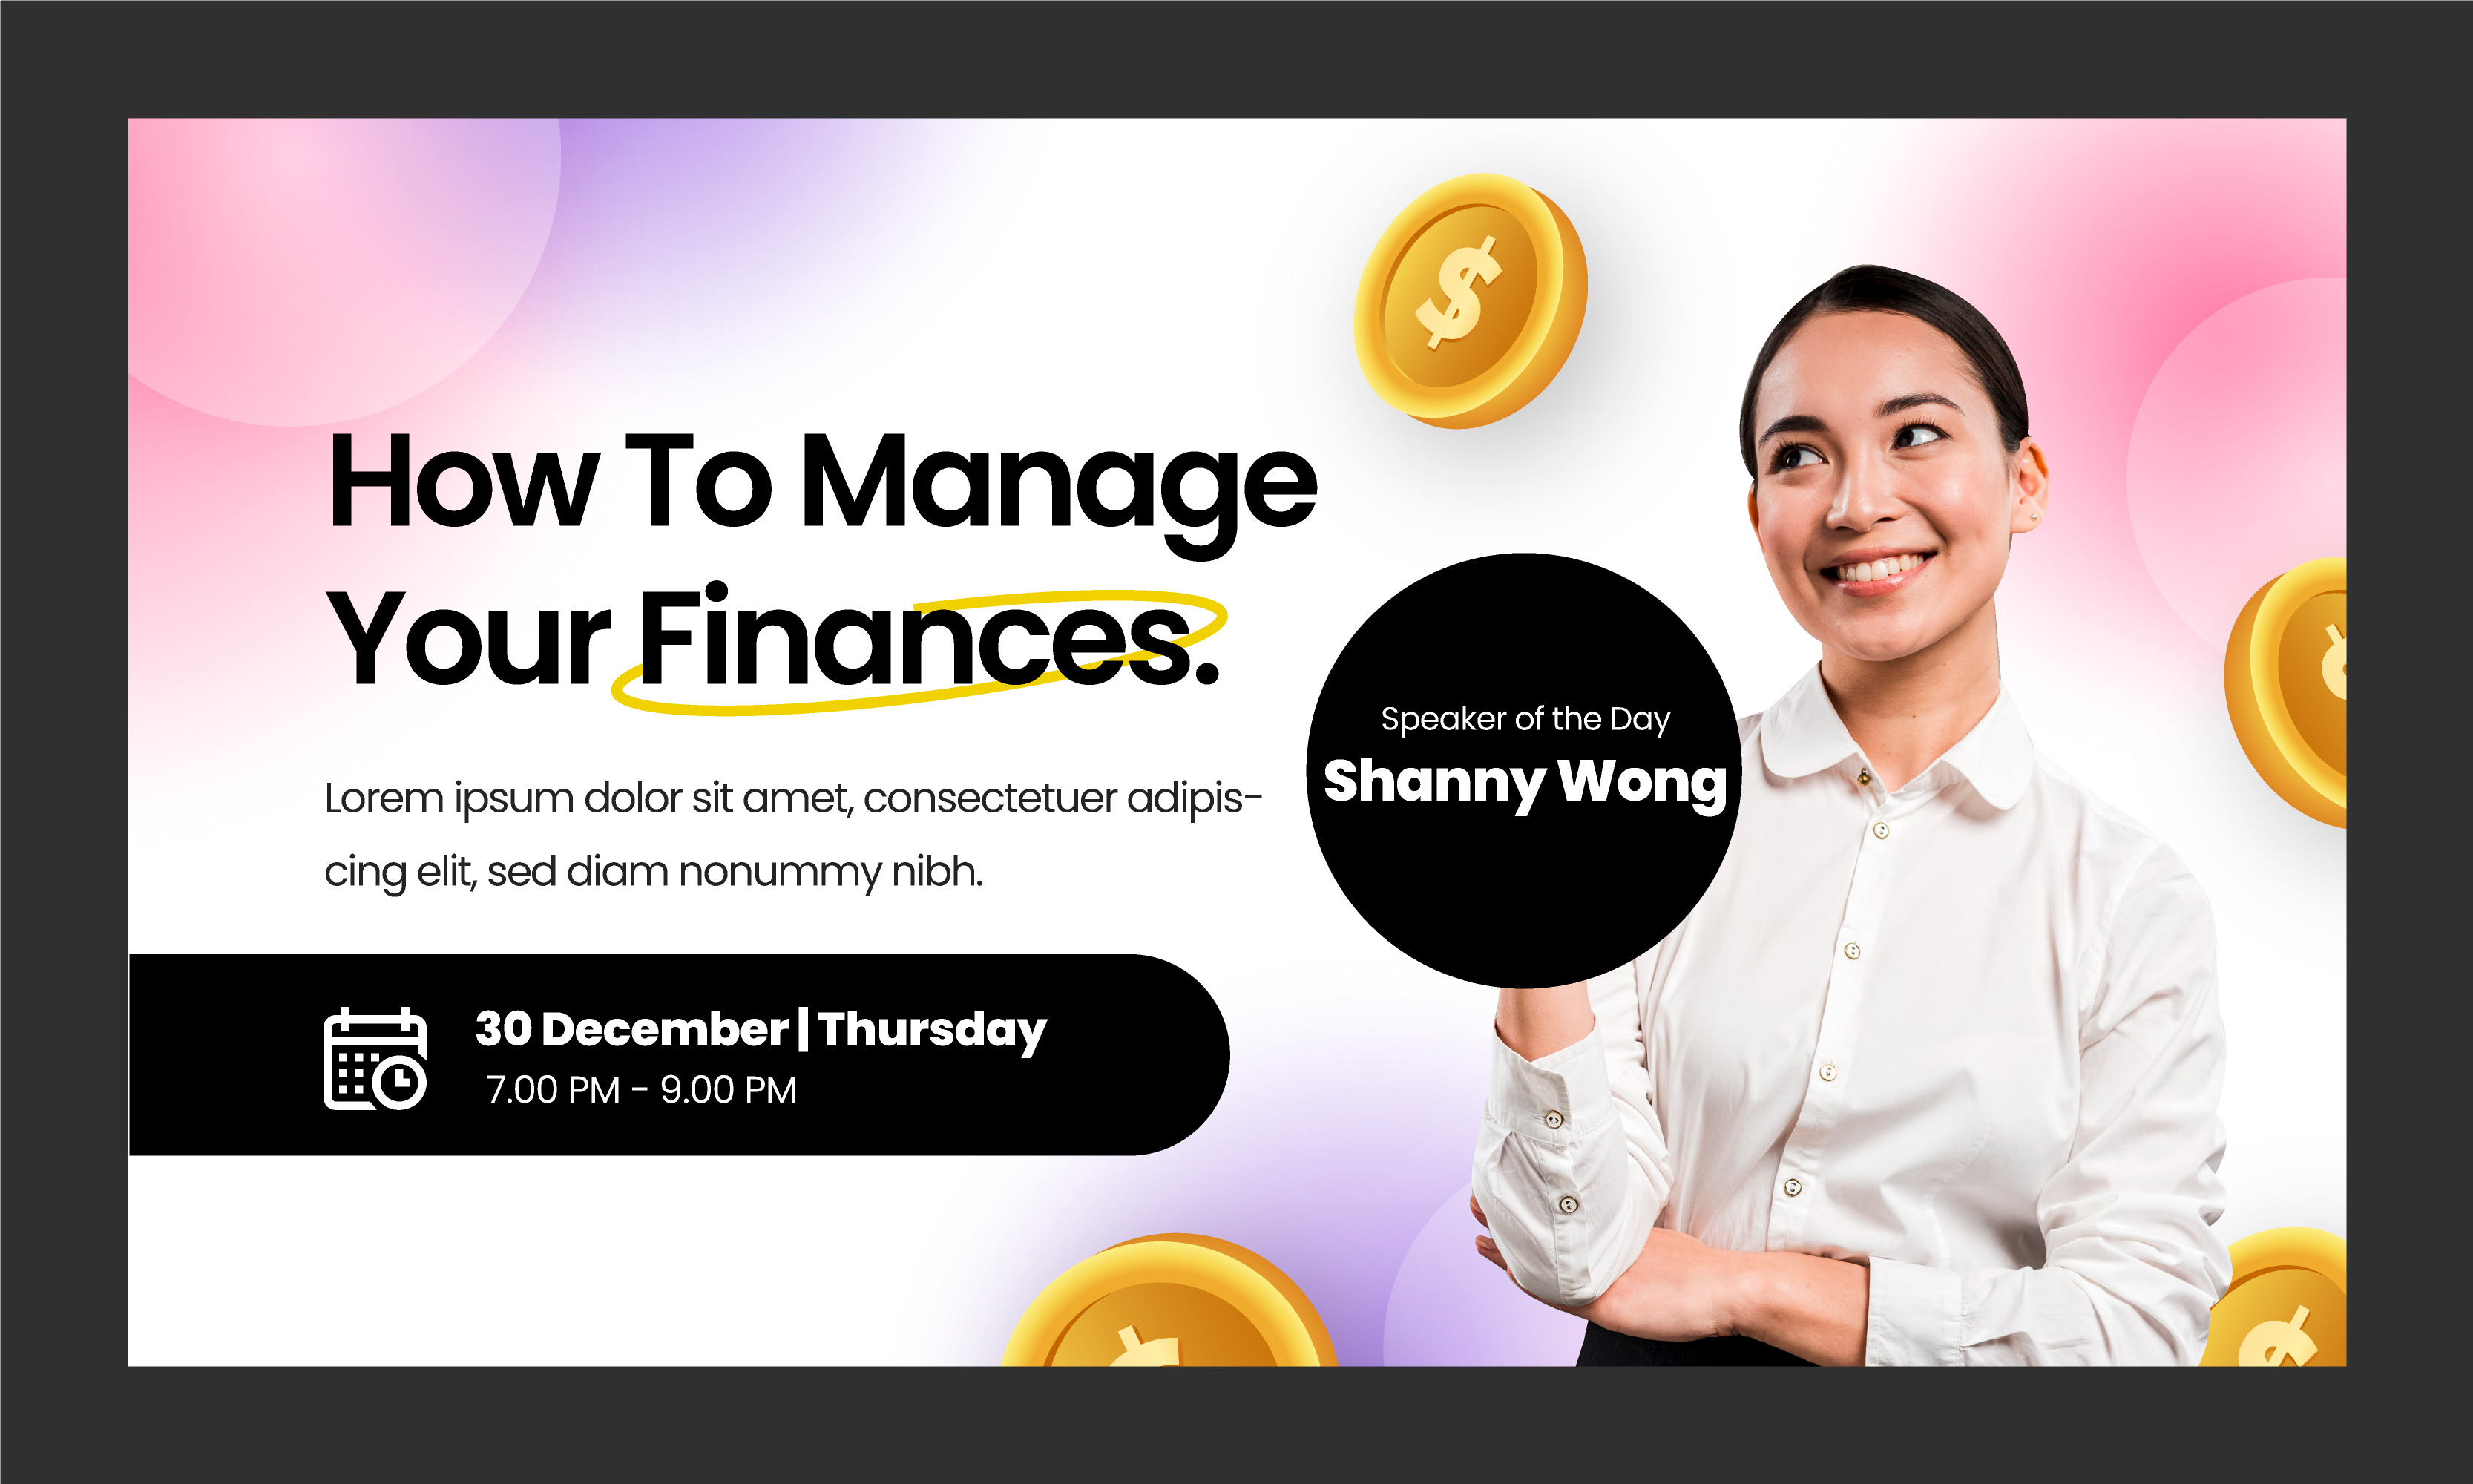 How To Manage
Your Finances.
Lorem ipsum dolor sit amet, consectetuer adipis-
cing elit, sed diam nonummy nibh.
30 December | Thursday
7.00 PM - 9.00 PM
Speaker of the Day
Shanny Wong
$
$
$
$